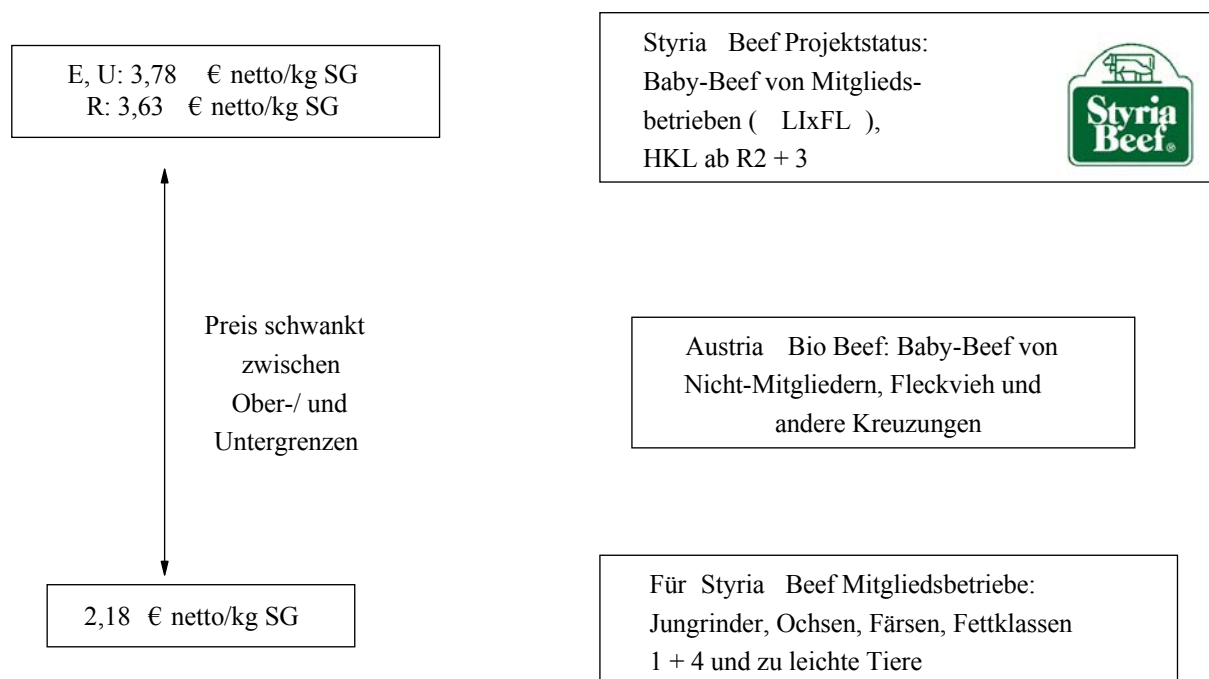 E, U: 3,78 € netto/kg SG
R: 3,63 € netto/kg SG
Styria Beef Projektstatus:
Baby-Beef von Mitglieds-
betrieben ( LIxFL ),
HKL ab R2 + 3
Styria
Beef®
Preis schwankt
zwischen
Ober-/ und
Untergrenzen
Austria Bio Beef: Baby-Beef von
Nicht-Mitgliedern, Fleckvieh und
andere Kreuzungen
2,18 € netto/kg SG
Für Styria Beef Mitgliedsbetriebe:
Jungrinder, Ochsen, Färsen, Fettklassen
1 + 4 und zu leichte Tiere